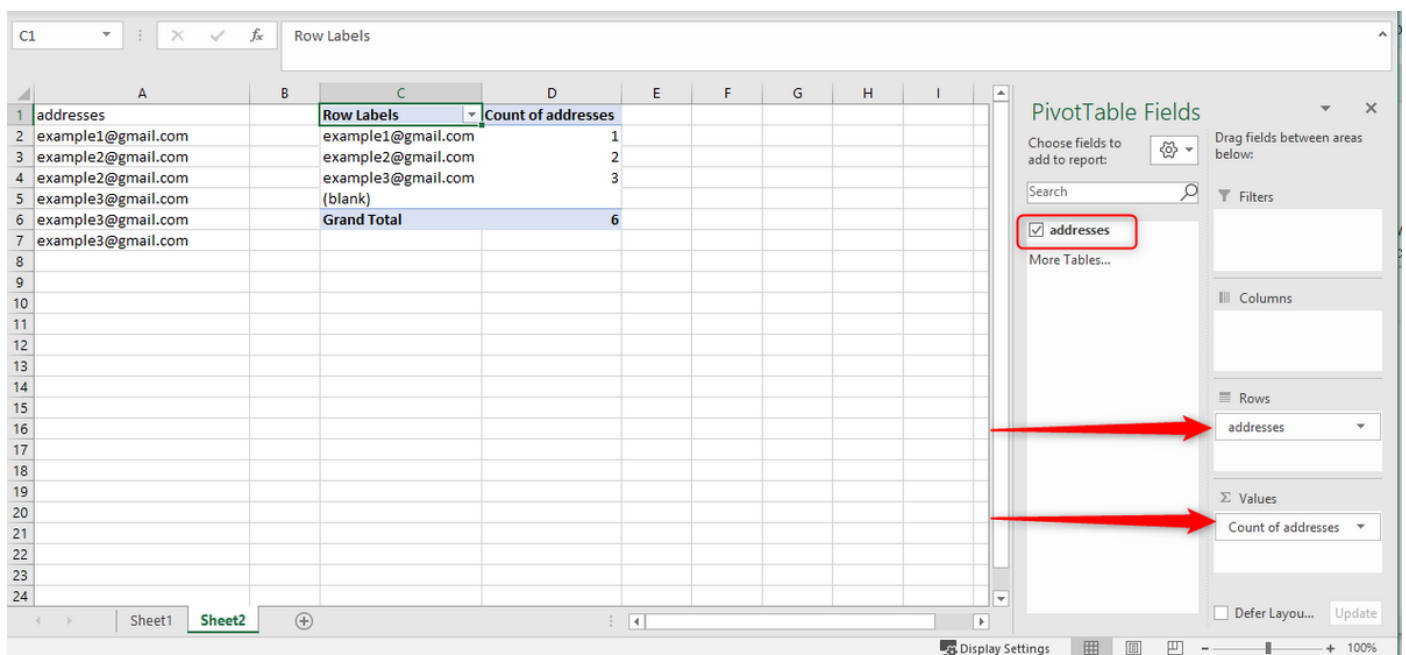 C1
fx
Row Labels
A B C D E F G H I
1 addresses Row Labels Count of addresses
2 example1@gmail.com example1@gmail.com 1
3 example2@gmail.com example2@gmail.com 2
4 example2@gmail.com example3@gmail.com 3
5 example3@gmail.com (blank)
6 example3@gmail.com Grand Total 6
7 example3@gmail.com
8
9
10
11
12
13
14
15
16
17
18
19
20
21
22
23
24
PivotTable Fields
Choose fields to
add to report:
Search
addresses
More Tables...
Drag fields between areas
below:
Filters
Columns
Rows
addresses
Σ Values
Count of addresses
Defer Layou... Update
Sheet1 Sheet2
Display Settings
100%